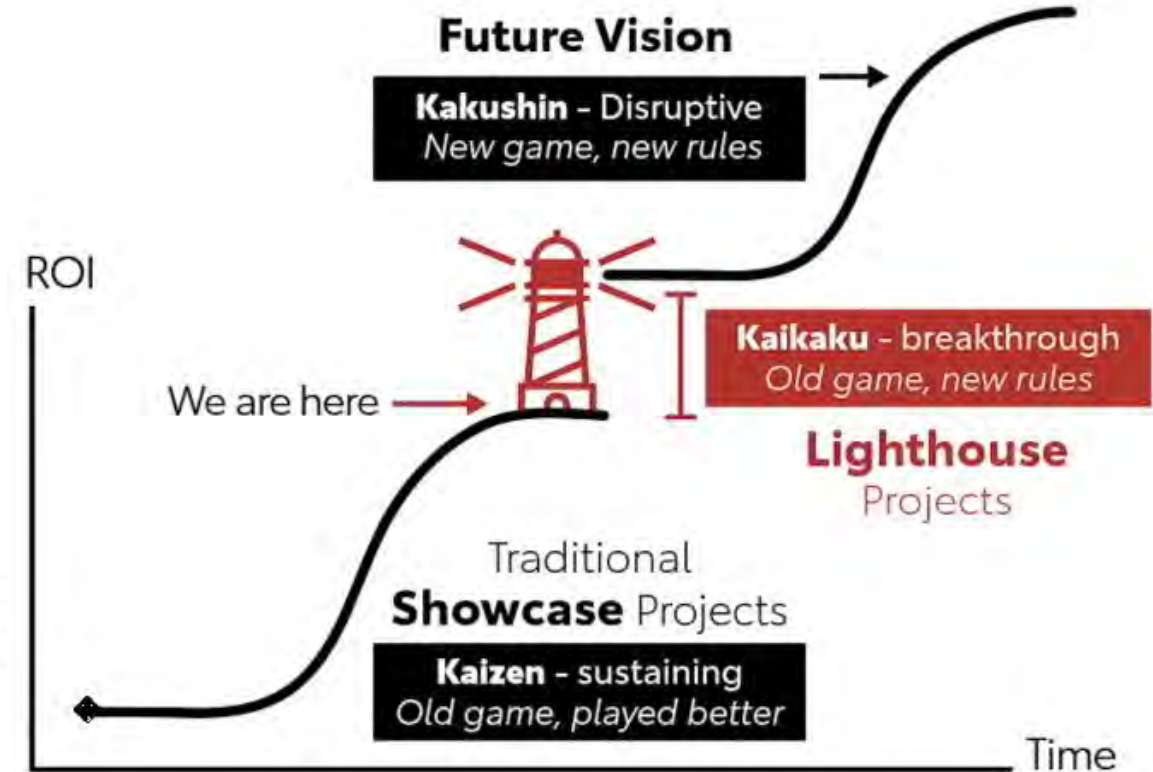 Future Vision
Kakushin - Disruptive
New game, new rules
ROI
Kaikaku - breakthrough
Old game, new rules
We are here
Lighthouse
Projects
Traditional
Showcase Projects
Kaizen - sustaining
Old game, played better
Time